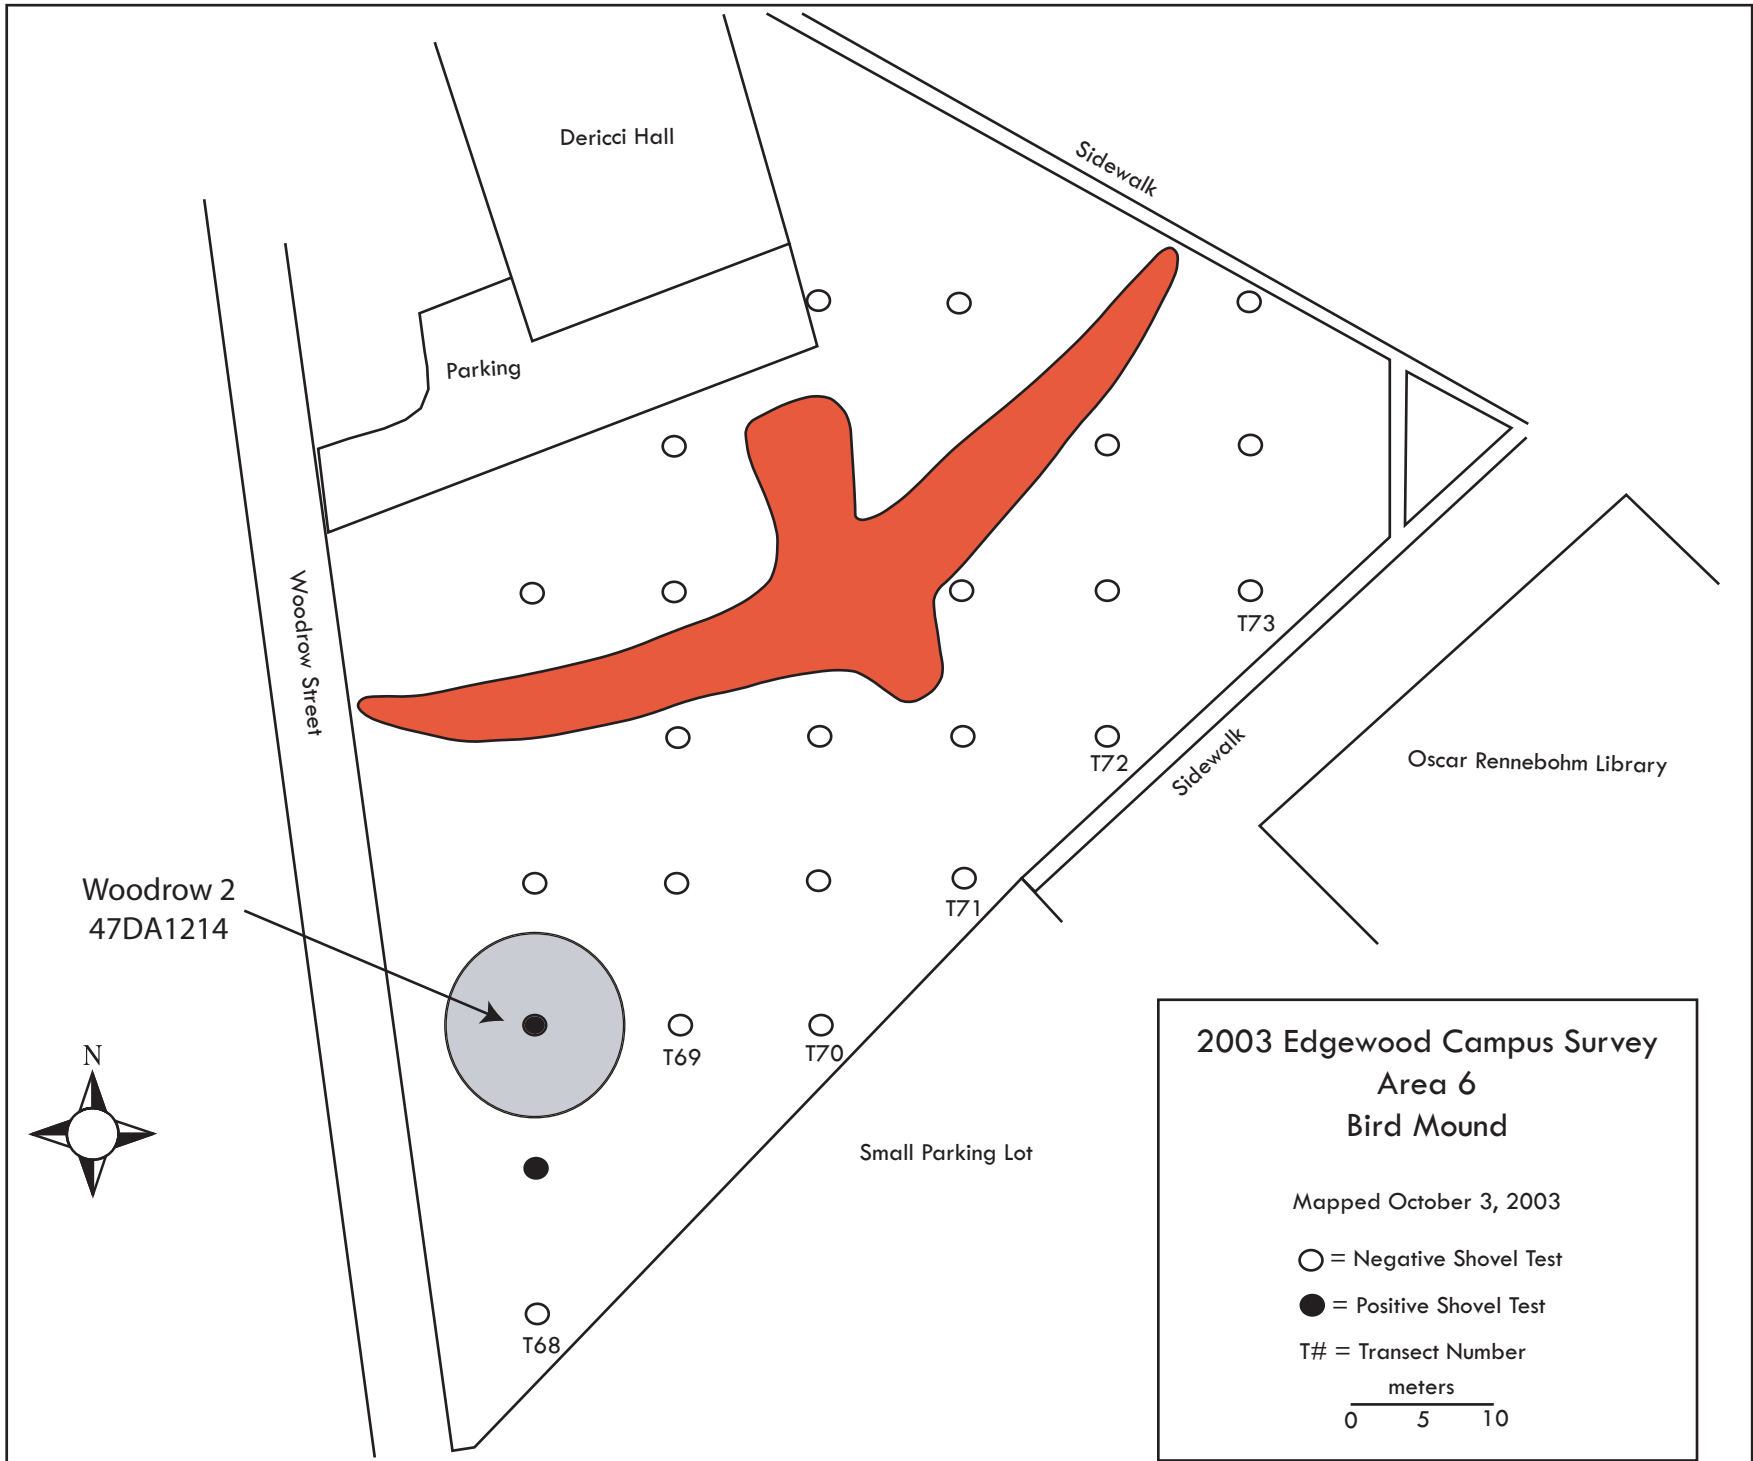 Dericci Hall
Sidewalk
Parking
Woodrow Street
T73
T72
Sidewalk
Oscar Rennebohm Library
Woodrow 2
47DA1214
T71
T69
T70
N
Small Parking Lot
T68
2003 Edgewood Campus Survey
Area 6
Bird Mound
Mapped October 3, 2003
= Negative Shovel Test
= Positive Shovel Test
T# = Transect Number
meters
0 5 10